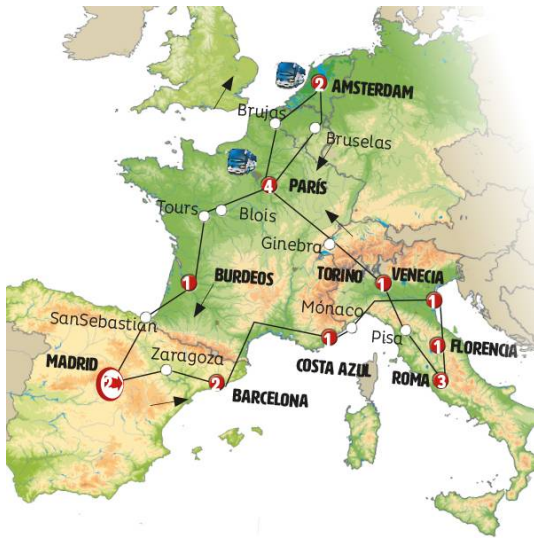 2
AMSTERDAM
Brujas
Bruselas
4
PARÍS
Tours
Blois
Ginebra
1
BURDEOS
TORINO
1
VENECIA
1
SanSebastián
Mónaco
Pisa
1
FLORENCIA
MADRID
2
Zaragoza
2
BARCELONA
1
COSTA AZUL
ROMA
3